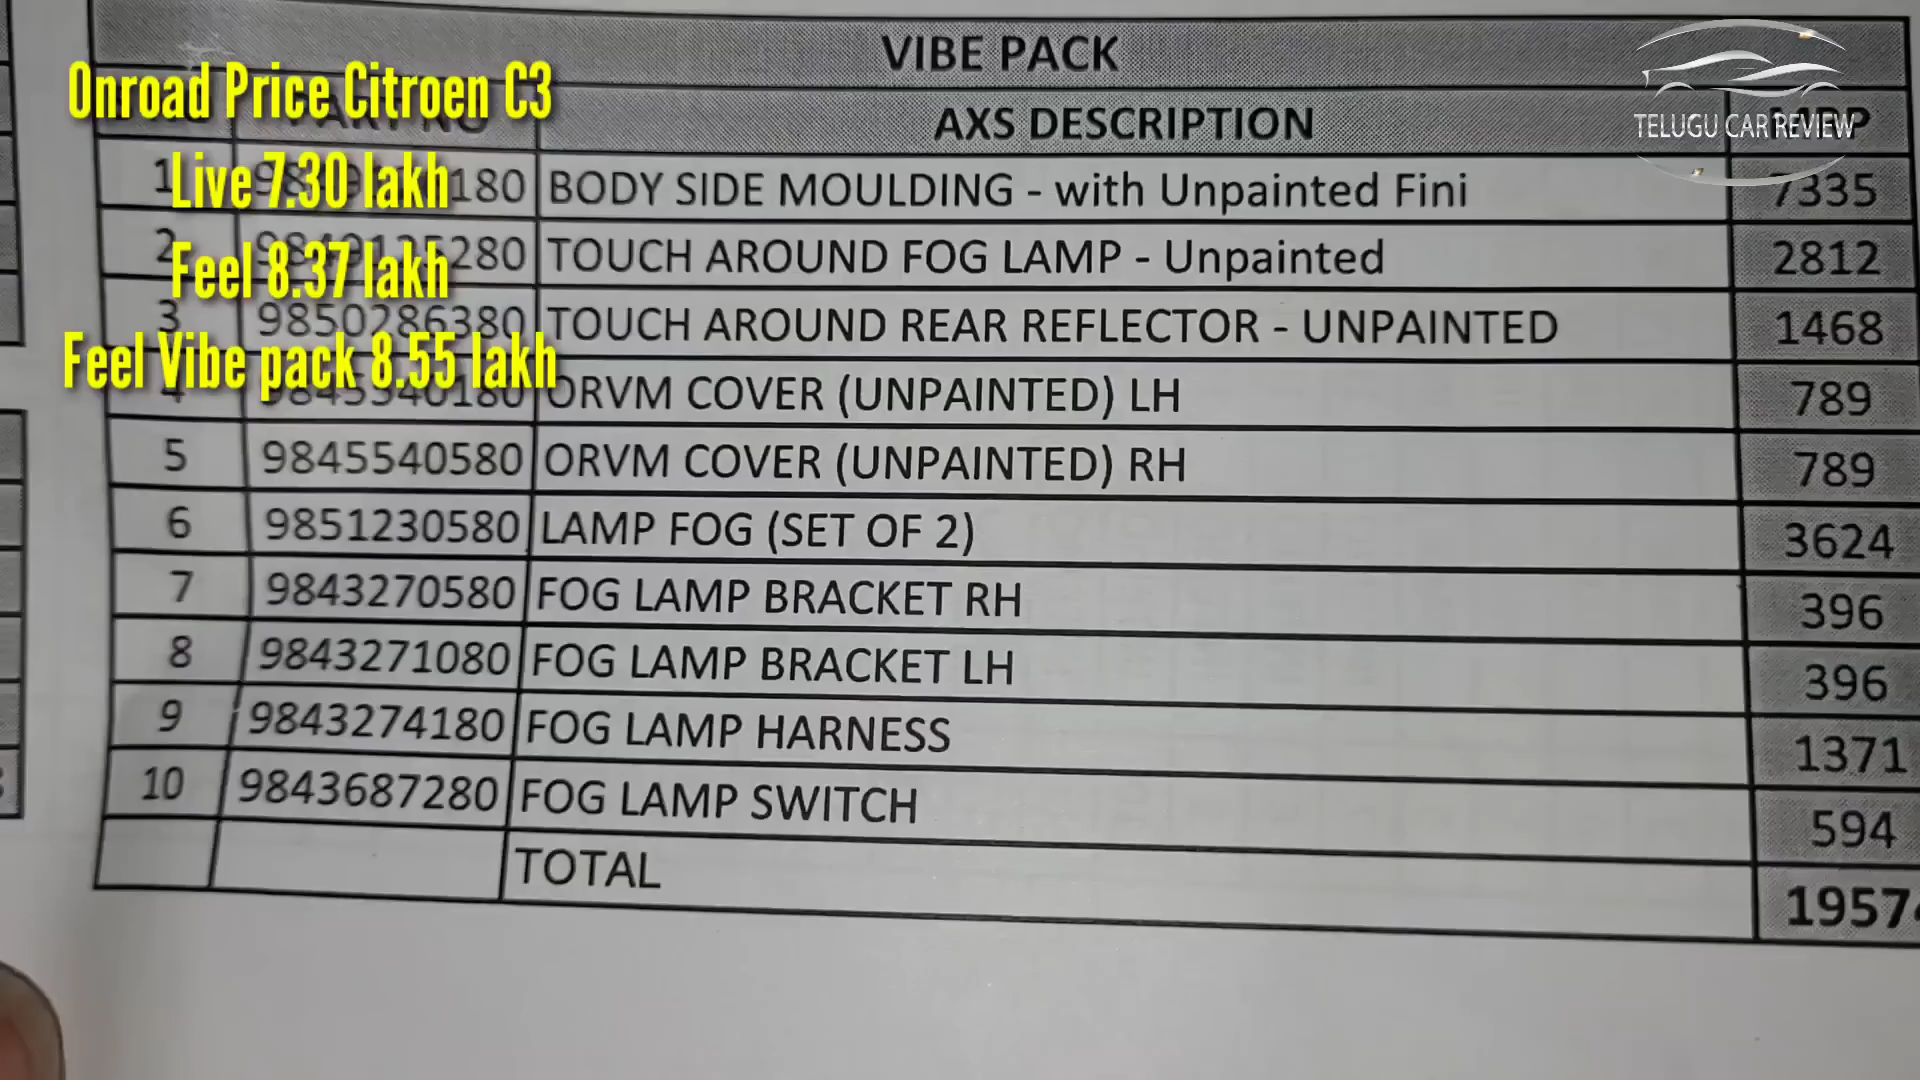 VIBE PACK
Onroad Price Citroen C3
AXS DESCRIPTION
TELUGU CAR REVIEW
Live 7.30 lakh
Feel 8.37 lakh
Feel Vibe pack 8.55 lakh
1 BODY SIDE MOULDING - with Unpainted Fini 7335
2 TOUCH AROUND FOG LAMP - Unpainted 2812
3 9850286380 TOUCH AROUND REAR REFLECTOR - UNPAINTED 1468
4 ORVM COVER (UNPAINTED) LH 789
5 9845540580 ORVM COVER (UNPAINTED) RH 789
6 9851230580 LAMP FOG (SET OF 2) 3624
7 9843270580 FOG LAMP BRACKET RH 396
8 9843271080 FOG LAMP BRACKET LH 396
9 9843274180 FOG LAMP HARNESS 1371
10 9843687280 FOG LAMP SWITCH 594
TOTAL 19574